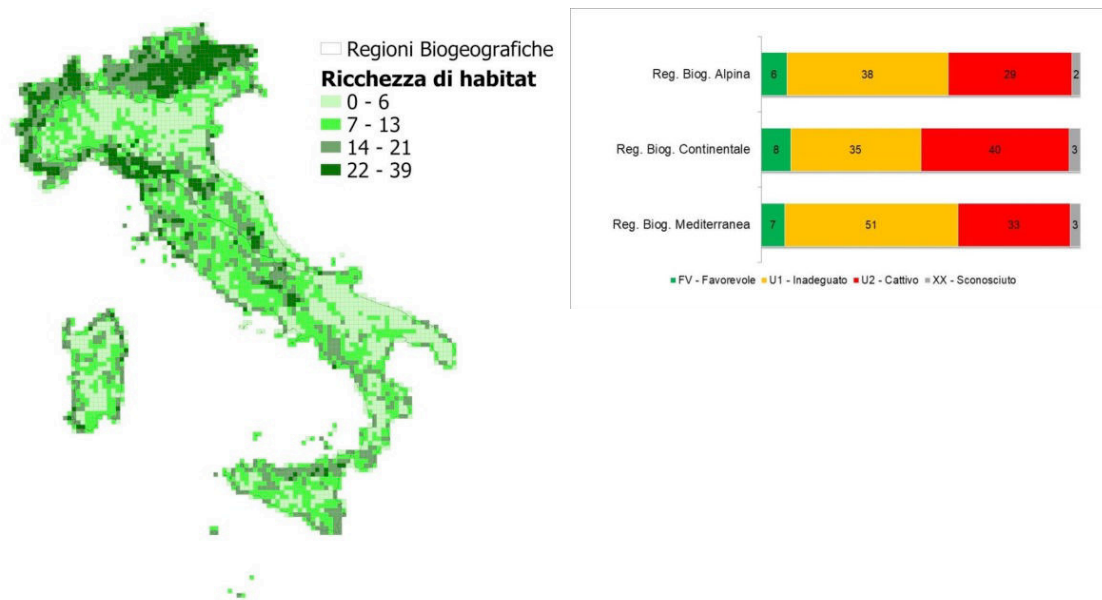 Regioni Biogeografiche
Ricchezza di habitat
0 - 6
7 - 13
14 - 21
22 - 39
Reg. Biog. Alpina 6 38 29 2
Reg. Biog. Continentale 8 35 40 3
Reg. Biog. Mediterranea 7 51 33 3
FV - Favorevole U1 - Inadeguato U2 - Cattivo XX - Sconosciuto